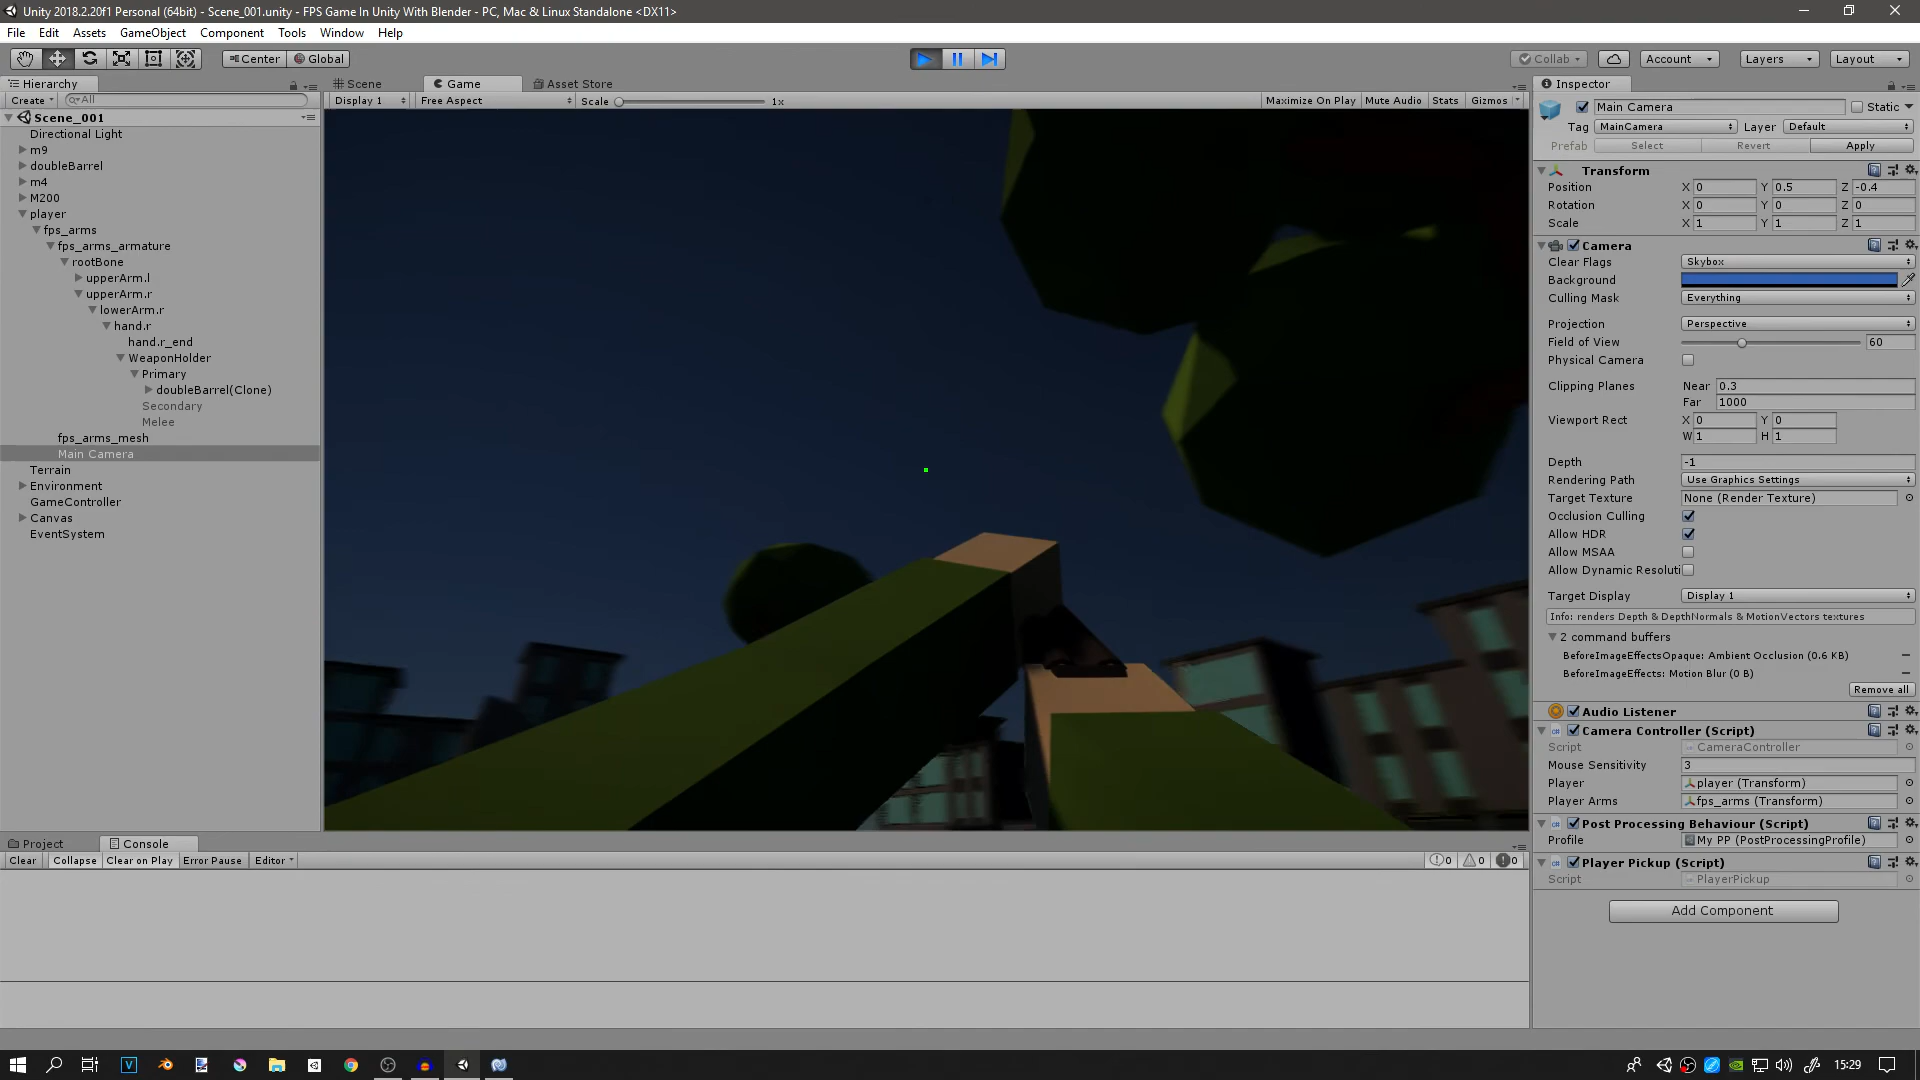 Unity 2018.2.20f1 Personal (64bit) - Scene_001.unity - FPS Game In Unity With Blender - PC, Mac & Linux Standalone <DX11>
File Edit Assets GameObject Component Tools Window Help
Center Global Collab Account Layers Layout
Hierarchy Scene Game Asset Store Inspector
Create All Display 1 Free Aspect Scale 1x Maximize On Play Mute Audio Stats Gizmos
Scene_001
Directional Light
m9
doubleBarrel
m4
M200
player
fps_arms
fps_arms_armature
rootBone
upperArm.l
upperArm.r
lowerArm.r
hand.r
hand.r_end
WeaponHolder
Primary
doubleBarrel(Clone)
Secondary
Melee
fps_arms_mesh
Main Camera
Terrain
Environment
GameController
Canvas
EventSystem
Main Camera Static
Tag MainCamera Layer Default
Prefab Select Revert Apply
Transform
Position X 0 Y 0.5 Z -0.4
Rotation X 0 Y 0 Z 0
Scale X 1 Y 1 Z 1
Camera
Clear Flags Skybox
Background
Culling Mask Everything
Projection Perspective
Field of View 60
Physical Camera
Clipping Planes Near 0.3
Far 1000
Viewport Rect X 0 Y 0
W 1 H 1
Depth -1
Rendering Path Use Graphics Settings
Target Texture None (Render Texture)
Occlusion Culling
Allow HDR
Allow MSAA
Allow Dynamic Resoluti
Target Display Display 1
Info: renders Depth & DepthNormals & MotionVectors textures
2 command buffers
BeforeImageEffectsOpaque: Ambient Occlusion (0.6 KB)
BeforeImageEffects: Motion Blur (0 B)
Remove all
Audio Listener
Camera Controller (Script)
Script CameraController
Mouse Sensitivity 3
Player player (Transform)
Player Arms fps_arms (Transform)
Post Processing Behaviour (Script)
Profile My PP (PostProcessingProfile)
Player Pickup (Script)
Script PlayerPickup
Add Component
Project Console
Clear Collapse Clear on Play Error Pause Editor 0 0 0
15:29